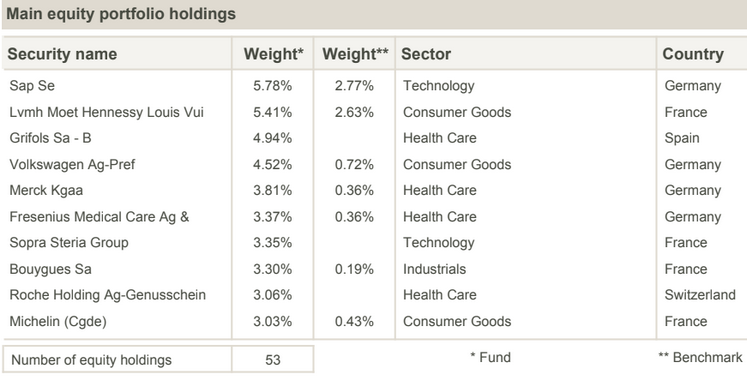 Main equity portfolio holdings
Security name Weight* Weight** Sector Country
Sap Se 5.78% 2.77% Technology Germany
Lvmh Moet Hennessy Louis Vui 5.41% 2.63% Consumer Goods France
Grifols Sa - B 4.94% Health Care Spain
Volkswagen Ag-Pref 4.52% 0.72% Consumer Goods Germany
Merck Kgaa 3.81% 0.36% Health Care Germany
Fresenius Medical Care Ag & 3.37% 0.36% Health Care Germany
Sopra Steria Group 3.35% Technology France
Bouygues Sa 3.30% 0.19% Industrials France
Roche Holding Ag-Genusschein 3.06% Health Care Switzerland
Michelin (Cgde) 3.03% 0.43% Consumer Goods France
Number of equity holdings 53 * Fund ** Benchmark